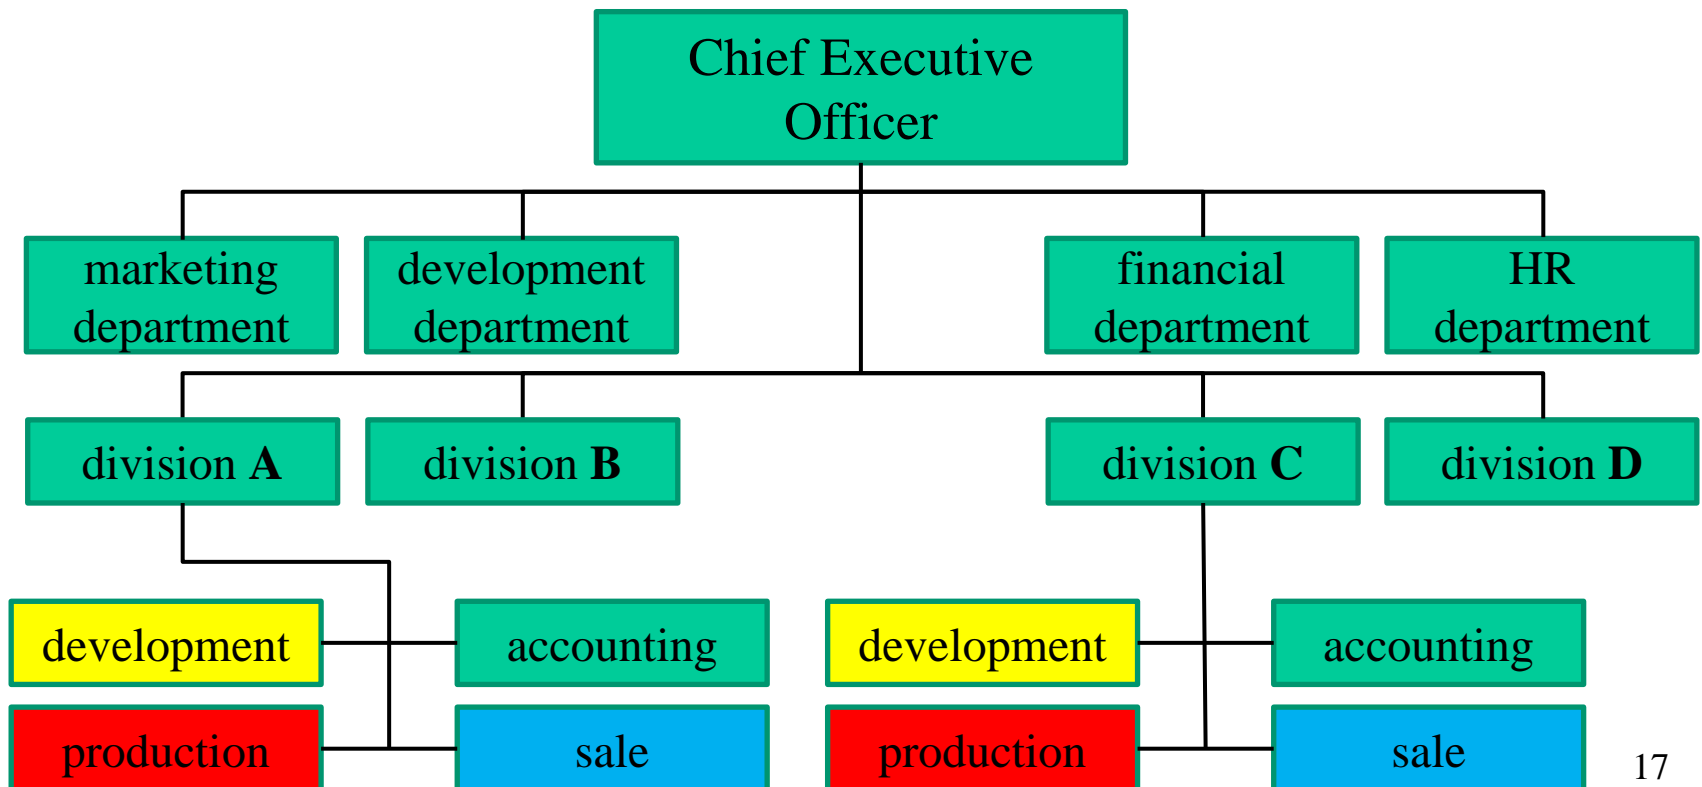 Chief Executive
Officer
marketing
department
development
department
financial
department
HR
department
division A
division B
division C
division D
development
accounting
development
accounting
production
sale
production
sale
17